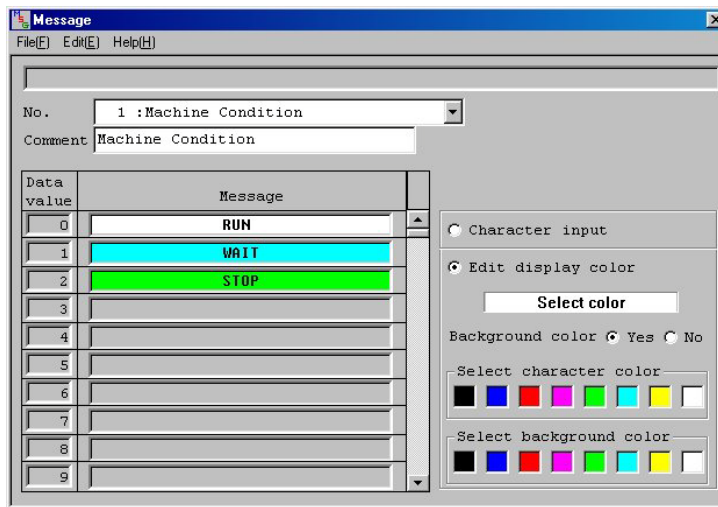 Message
File(F) Edit(E) Help(H)
No. 1 :Machine Condition
Comment Machine Condition
Data value Message
0 RUN
1 WAIT
2 STOP
3
4
5
6
7
8
9
Character input
Edit display color
Select color
Background color Yes No
Select character color
Select background color